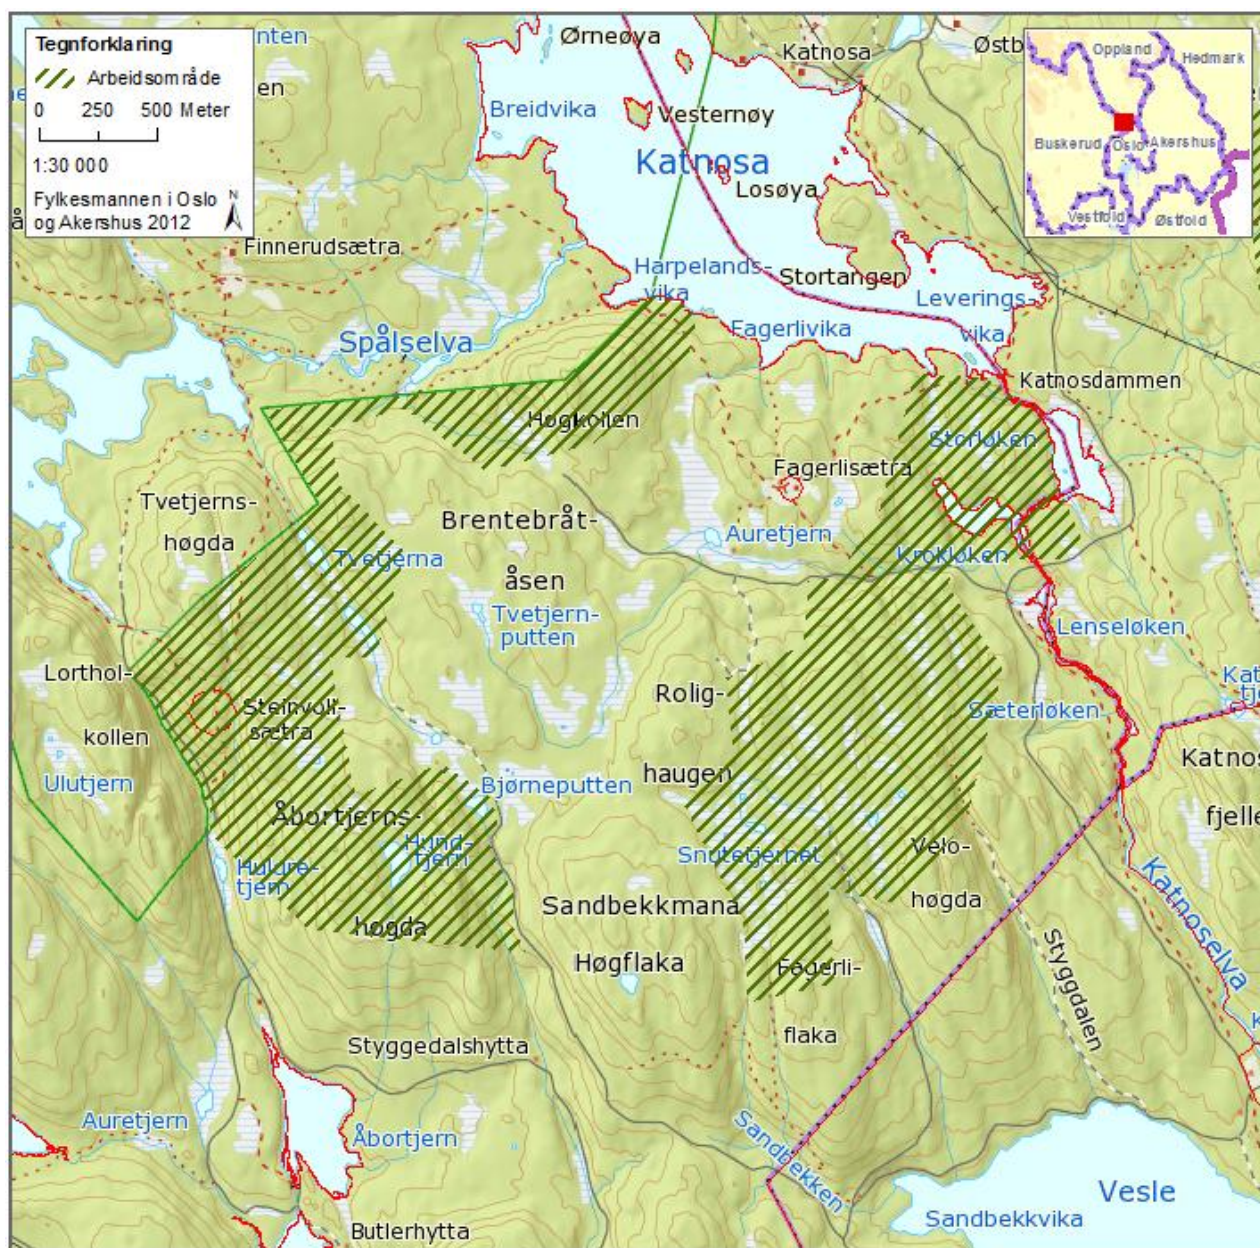 Tegnforklaring
Arbeidsområde
0 250 500 Meter
1:30 000
Fylkesmannen i Oslo
og Akershus 2012
N
Oppland
Hedmark
Buskerud
Oslo
Akershus
Vestfold
Østfold
Ørneøya
Katnosa
Breidvika
Vesternøy
Katnosa
Losøya
Finnerudsætra
Harpelands-
vika
Stortangen
Leverings-
vika
Fagerlivika
Spålselva
Katnosdammen
Høgkollen
Storløken
Fagerlisætra
Tvetjerns-
høgda
Brentebråt-
åsen
Auretjern
Krokløken
Tvetjerna
Tvetjern-
putten
Lenseløken
Lorthol-
kollen
Steinvoll-
sætra
Rolig-
haugen
Sæterløken
Ulutjern
Bjørneputten
Åbortjerns-
høgda
Hund-
tjern
Hulure-
tjern
Snutetjernet
Velo-
høgda
Katnoselva
Sandbekkmana
Høgflaka
Fagerli-
flaka
Styggdalen
Styggedalshytta
Auretjern
Åbortjern
Sandbekken
Vesle
Sandbekkvika
Butlerhytta